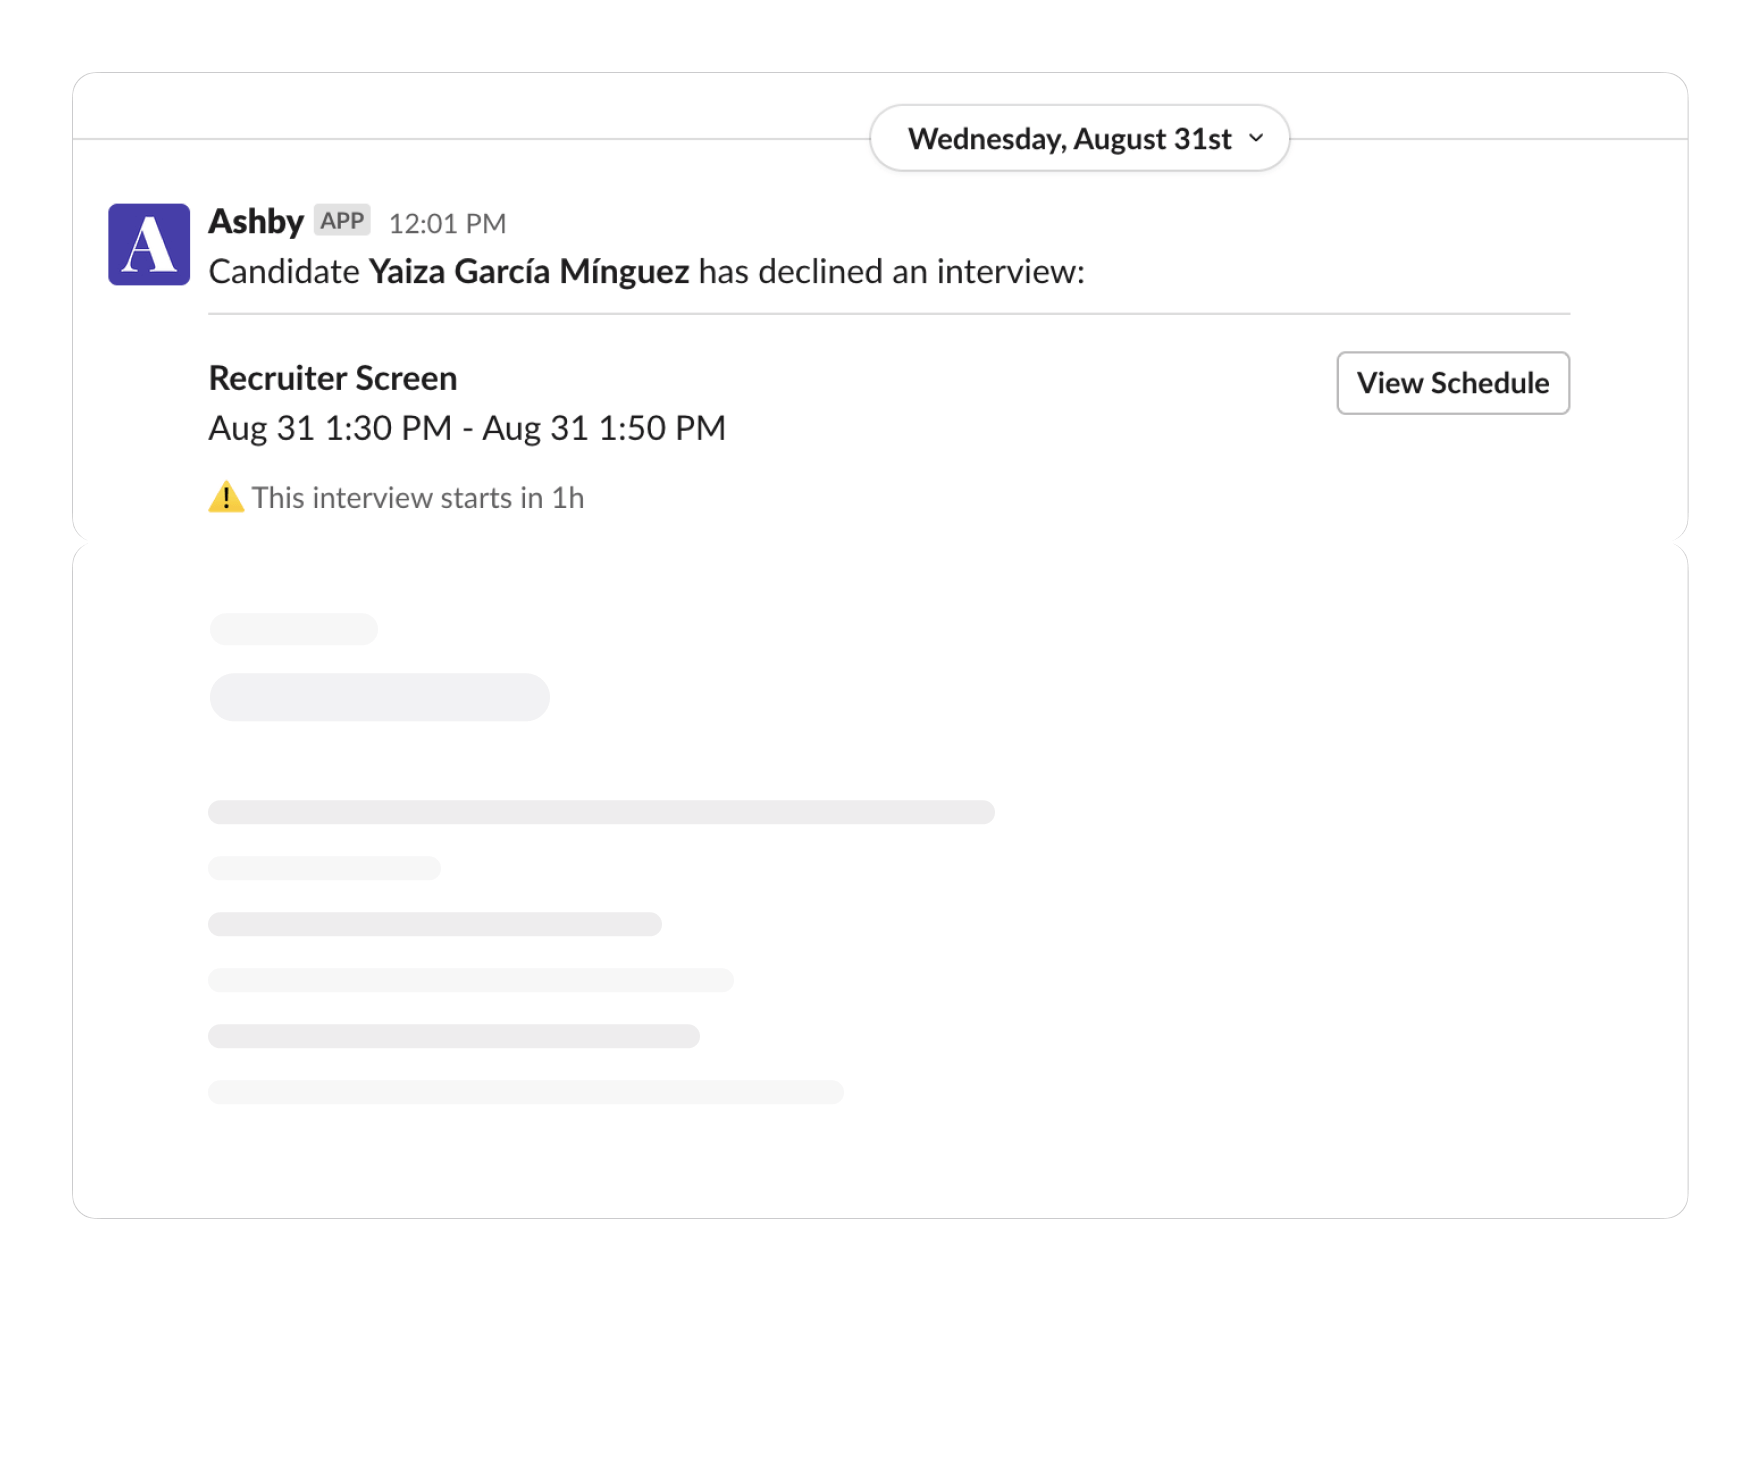 Wednesday, August 31st
A
Ashby APP 12:01 PM
Candidate Yaiza García Mínguez has declined an interview:
Recruiter Screen
View Schedule
Aug 31 1:30 PM - Aug 31 1:50 PM
This interview starts in 1h